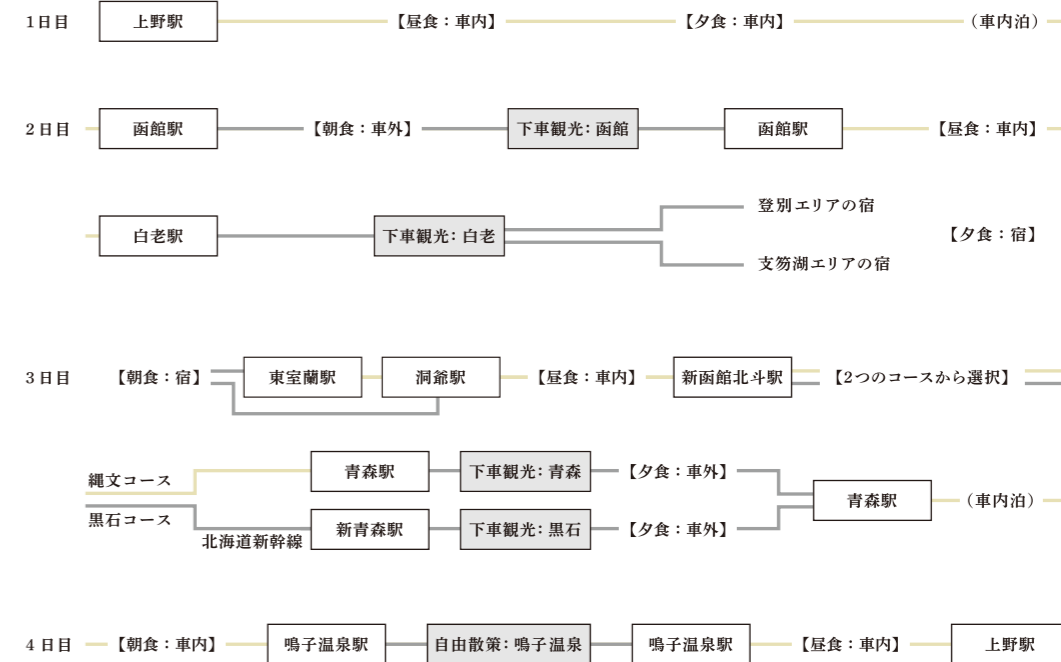 1日目 上野駅 【昼食：車内】 【夕食：車内】 （車内泊）
2日目 函館駅 【朝食：車外】 下車観光：函館 函館駅 【昼食：車内】
登別エリアの宿
白老駅 下車観光：白老 【夕食：宿】
支笏湖エリアの宿
3日目 【朝食：宿】 東室蘭駅 洞爺駅 【昼食：車内】 新函館北斗駅 【2つのコースから選択】
縄文コース 青森駅 下車観光：青森 【夕食：車外】
青森駅 （車内泊）
黒石コース 北海道新幹線 新青森駅 下車観光：黒石 【夕食：車外】
4日目 【朝食：車内】 鳴子温泉駅 自由散策：鳴子温泉 鳴子温泉駅 【昼食：車内】 上野駅